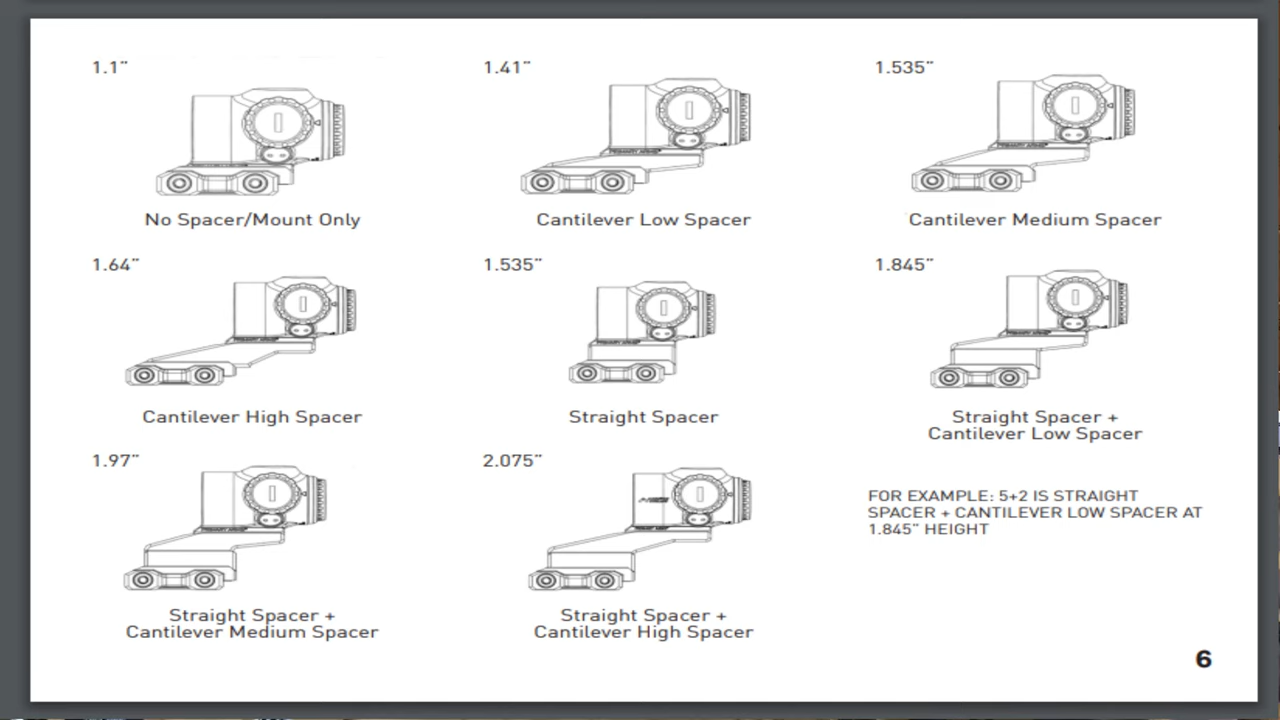 1.1”
1.41”
1.535”
No Spacer/Mount Only
Cantilever Low Spacer
Cantilever Medium Spacer
1.64”
1.535”
1.845”
Cantilever High Spacer
Straight Spacer
Straight Spacer +
Cantilever Low Spacer
1.97”
2.075”
FOR EXAMPLE: 5+2 IS STRAIGHT
SPACER + CANTILEVER LOW SPACER AT
1.845” HEIGHT
Straight Spacer +
Cantilever Medium Spacer
Straight Spacer +
Cantilever High Spacer
6